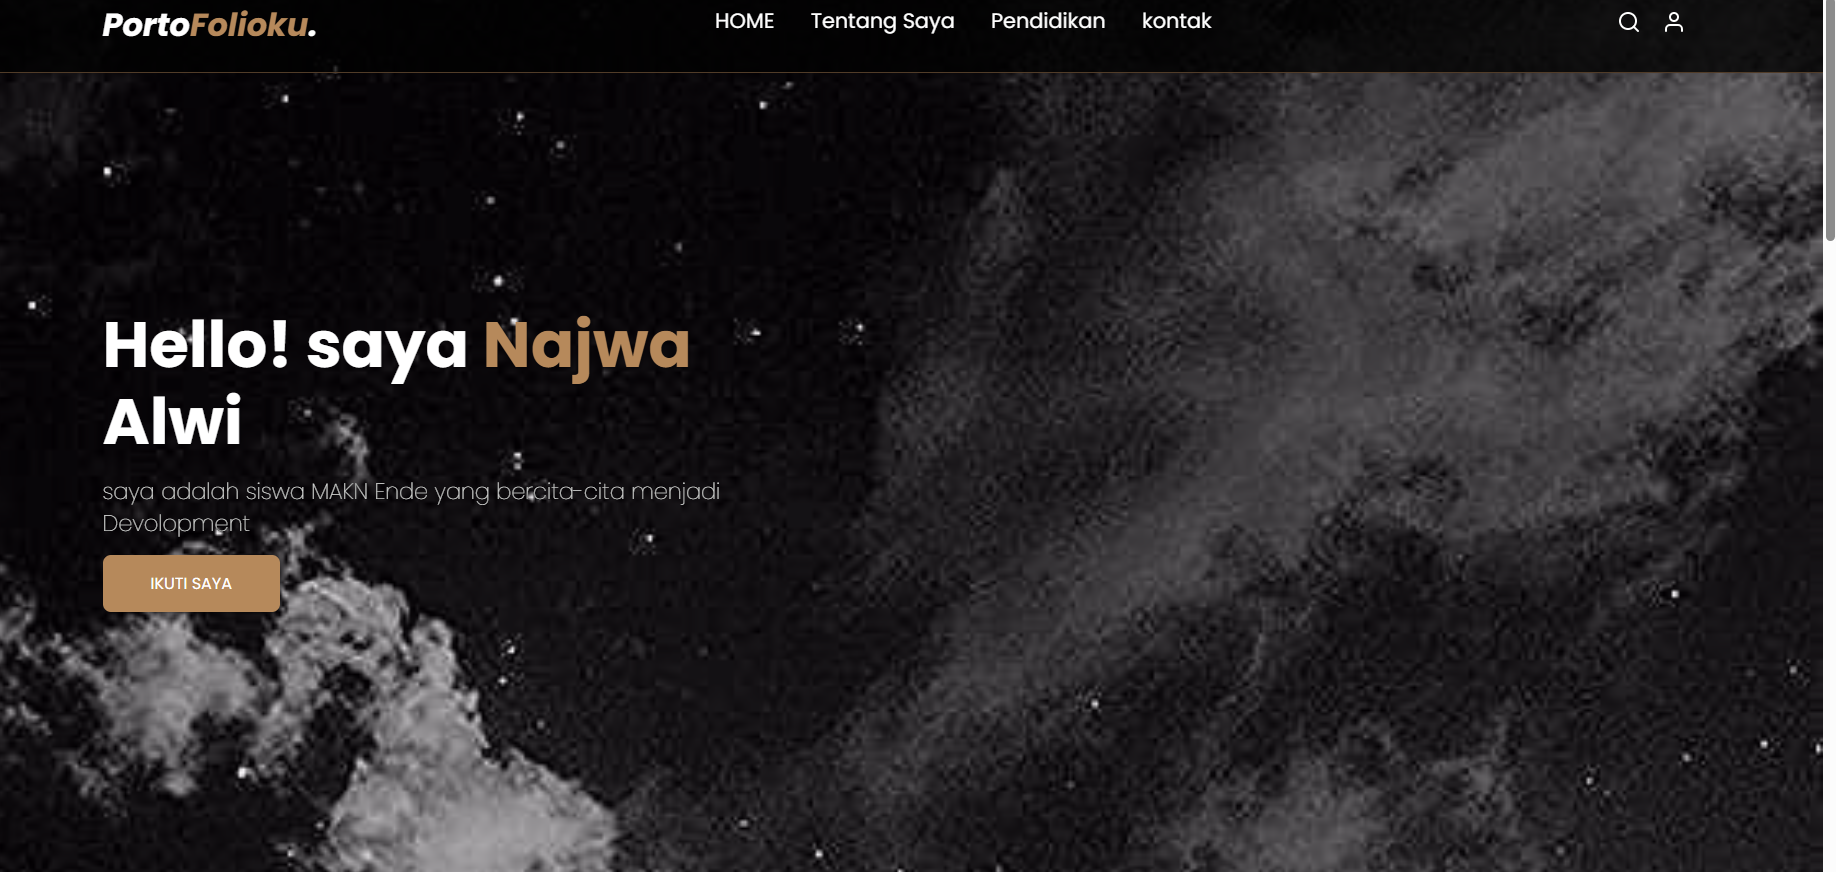 PortoFolioku.
HOME Tentang Saya Pendidikan kontak
Hello! saya Najwa
Alwi
saya adalah siswa MAKN Ende yang bercita-cita menjadi
Devolopment
IKUTI SAYA